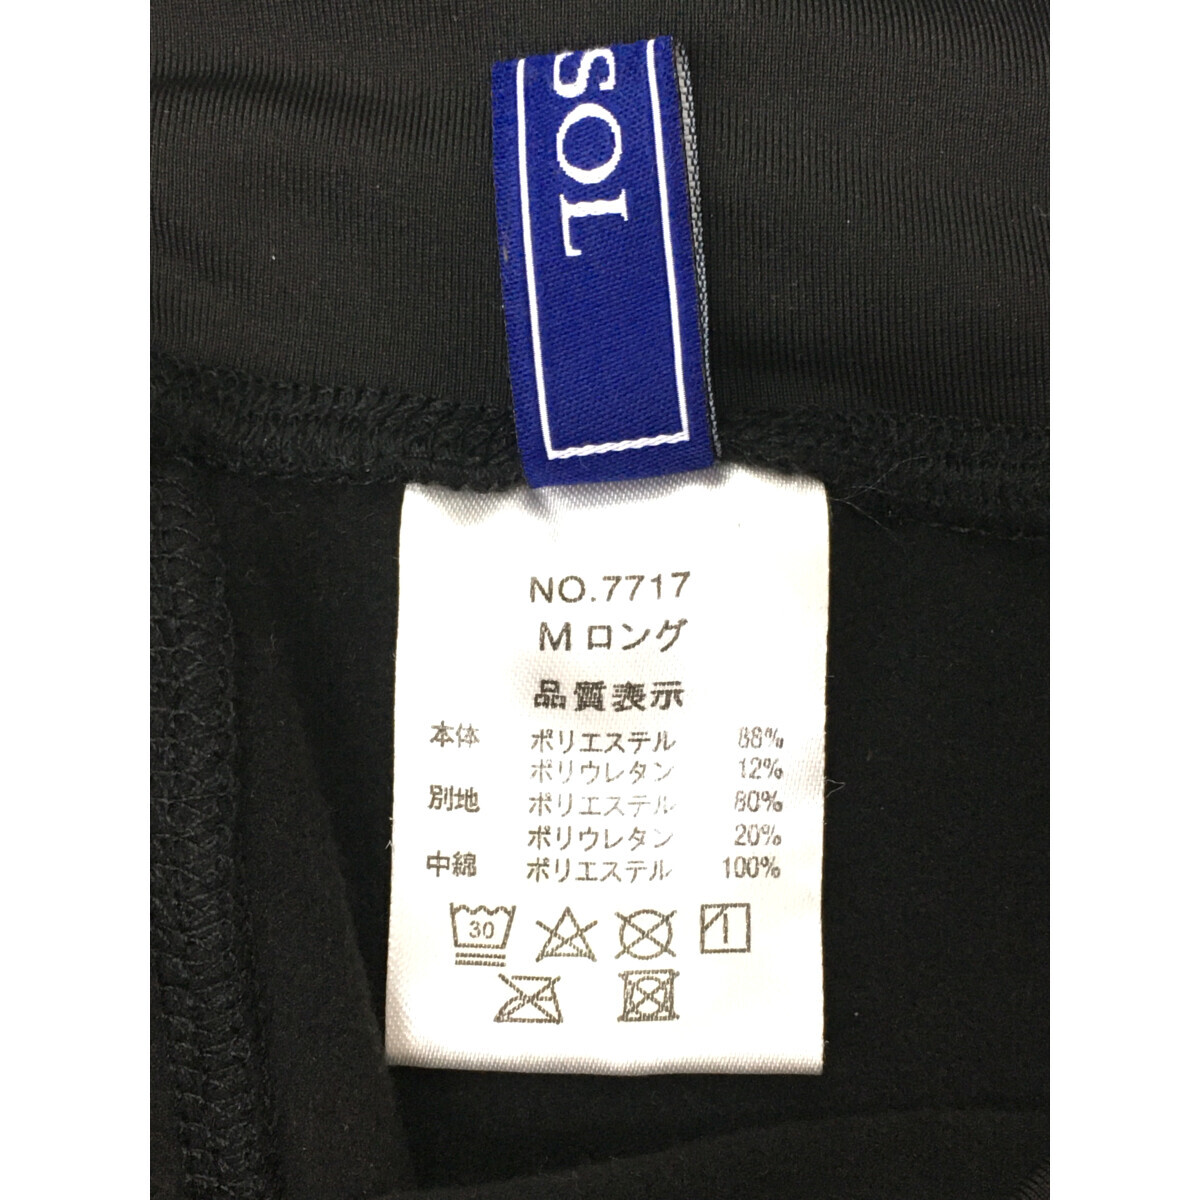 SOL
NO.7717
M ロング
品質表示
本体 ポリエステル 88%
ポリウレタン 12%
別地 ポリエステル 80%
ポリウレタン 20%
中綿 ポリエステル 100%
30